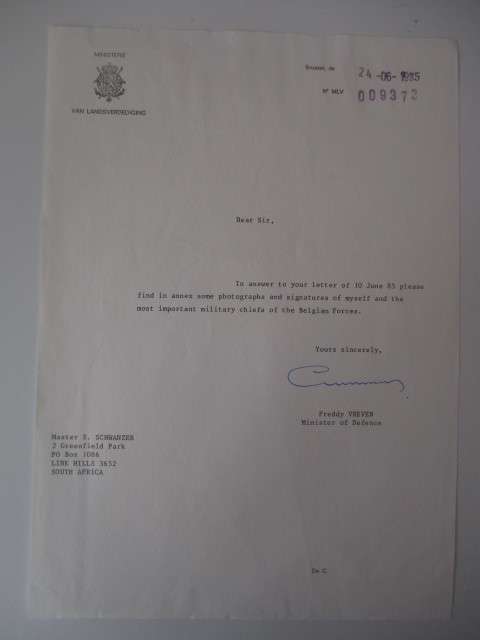 MINISTERIE
VAN LANDSVERDEDIGING
Brussel, de 24 -06- 1985
N° MLV 009373
Dear Sir,
In answer to your letter of 10 June 85 please
find in annex some photographs and signatures of myself and the
most important military chiefs of the Belgian Forces.
Yours sincerely,
Freddy VREVEN
Minister of Defence
Master E. SCHWANZER
2 Greenfield Park
PO Box 1086
LINK HILLS 3652
SOUTH AFRICA